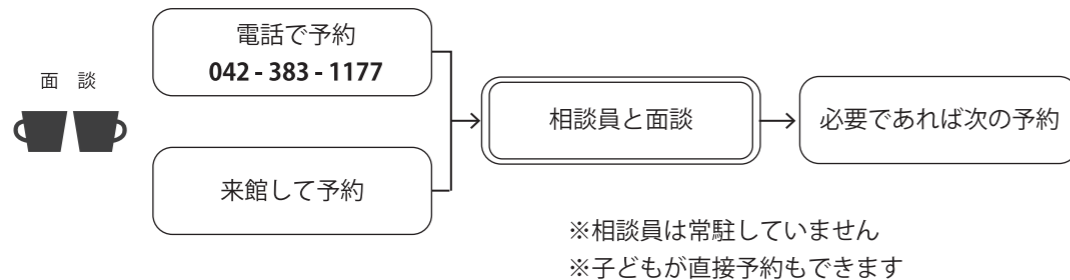 面 談
電話で予約
042 - 383 - 1177
来館して予約
相談員と面談
必要であれば次の予約
※相談員は常駐していません
※子どもが直接予約もできます